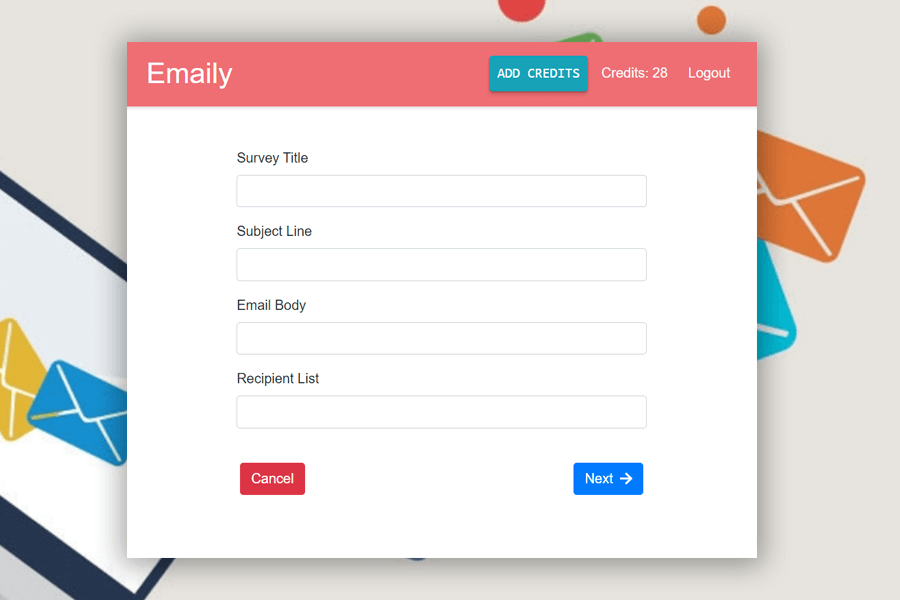 Emaily
ADD CREDITS
Credits: 28
Logout
Survey Title
Subject Line
Email Body
Recipient List
Cancel
Next →